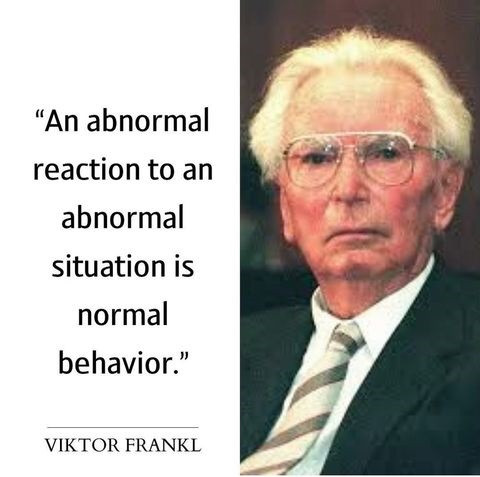 “An abnormal
reaction to an
abnormal
situation is
normal
behavior.”
VIKTOR FRANKL